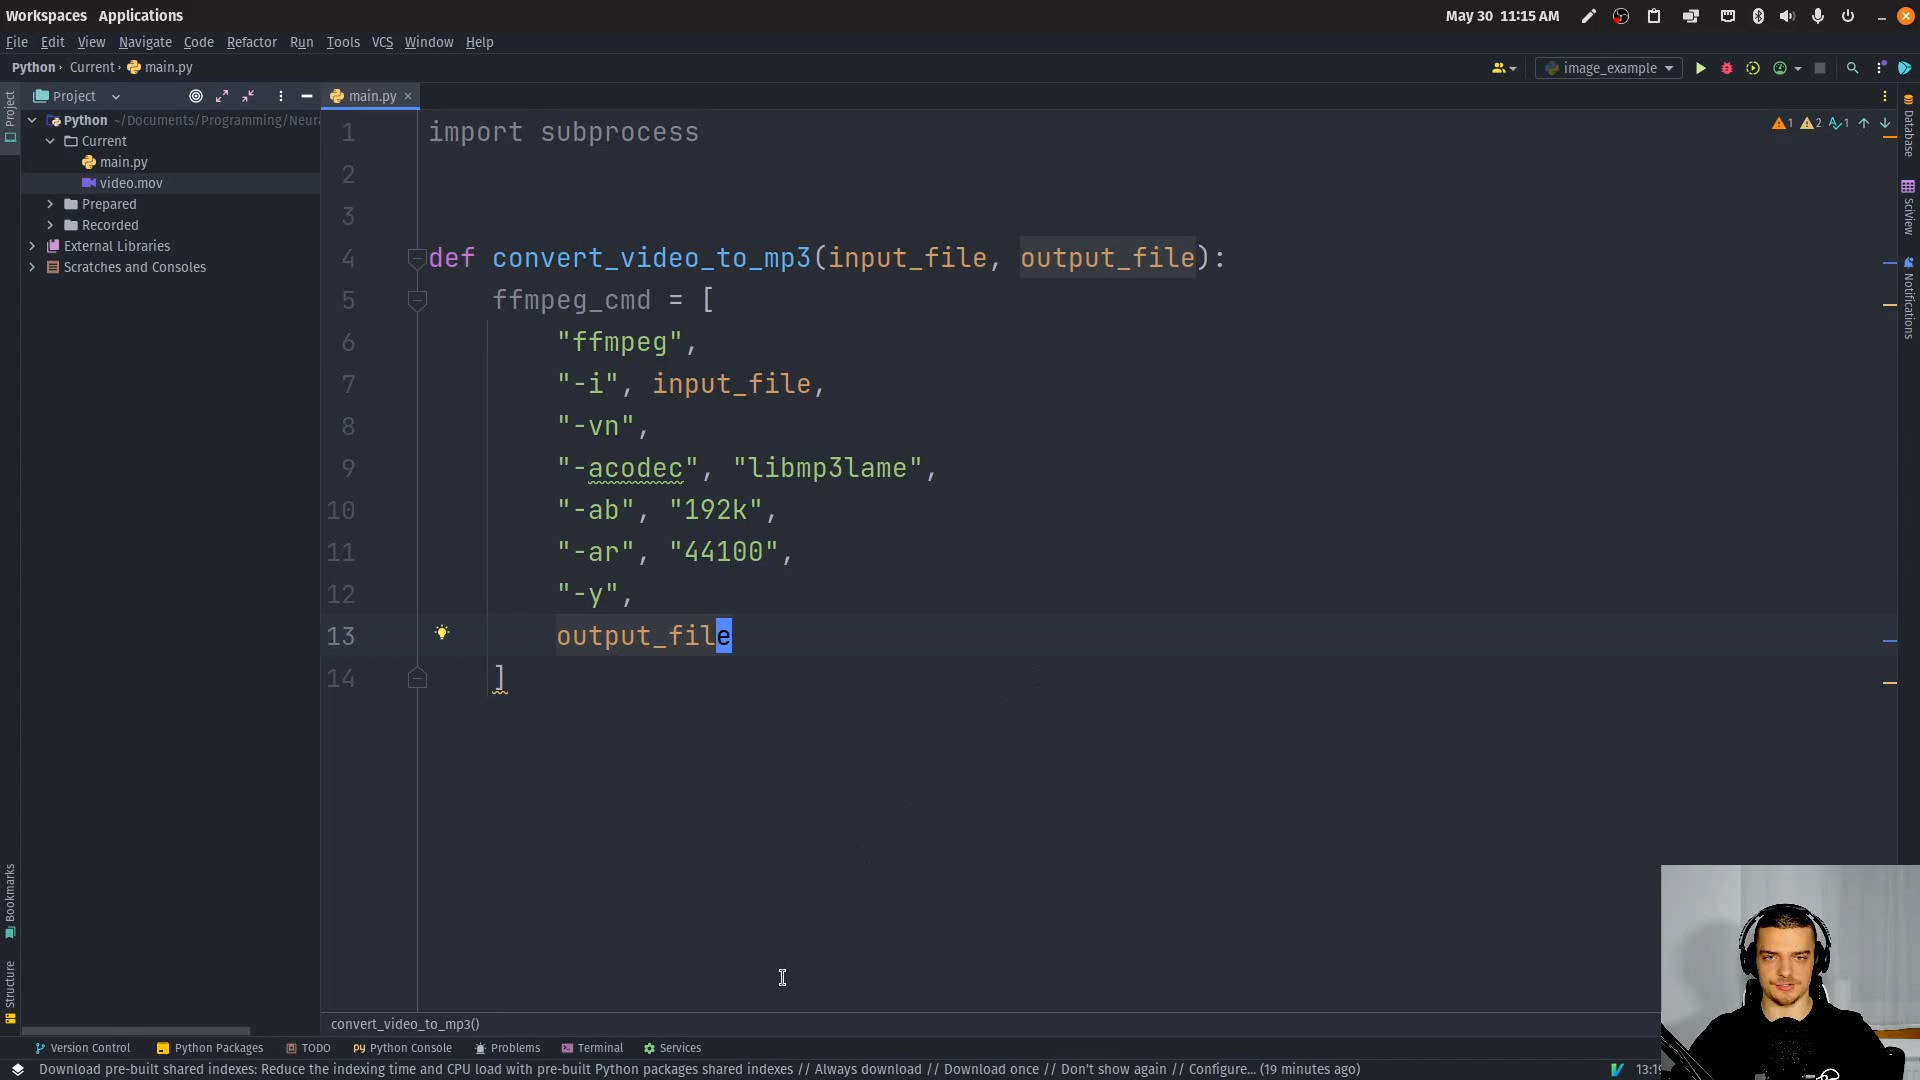 Workspaces Applications
May 30 11:15 AM
File Edit View Navigate Code Refactor Run Tools VCS Window Help
Python Current main.py
image_example
Project
main.py
Project
Python ~/Documents/Programming/Neura
Current
main.py
video.mov
Prepared
Recorded
External Libraries
Scratches and Consoles
1 import subprocess
2
3
4 def convert_video_to_mp3(input_file, output_file):
5 ffmpeg_cmd = [
6 "ffmpeg",
7 "-i", input_file,
8 "-vn",
9 "-acodec", "libmp3lame",
10 "-ab", "192k",
11 "-ar", "44100",
12 "-y",
13 output_file
14 ]
1 2 1
Database
SciView
Notifications
Bookmarks
Structure
convert_video_to_mp3()
Version Control Python Packages TODO Python Console Problems Terminal Services
Download pre-built shared indexes: Reduce the indexing time and CPU load with pre-built Python packages shared indexes // Always download // Download once // Don't show again // Configure... (19 minutes ago)
13:19